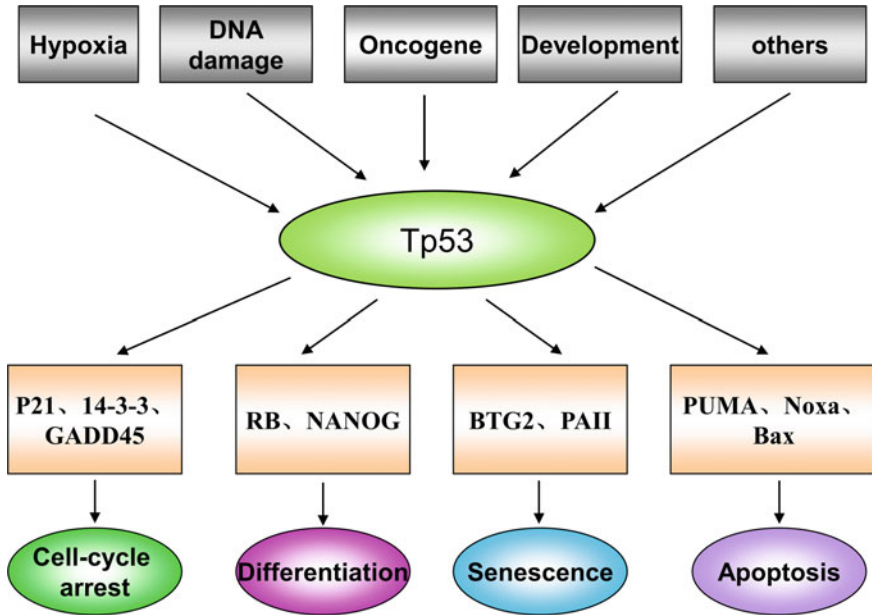 Hypoxia
DNA
damage
Oncogene
Development
others
Tp53
P21、14-3-3、
GADD45
RB、NANOG
BTG2、PAII
PUMA、Noxa、
Bax
Cell-cycle
arrest
Differentiation
Senescence
Apoptosis